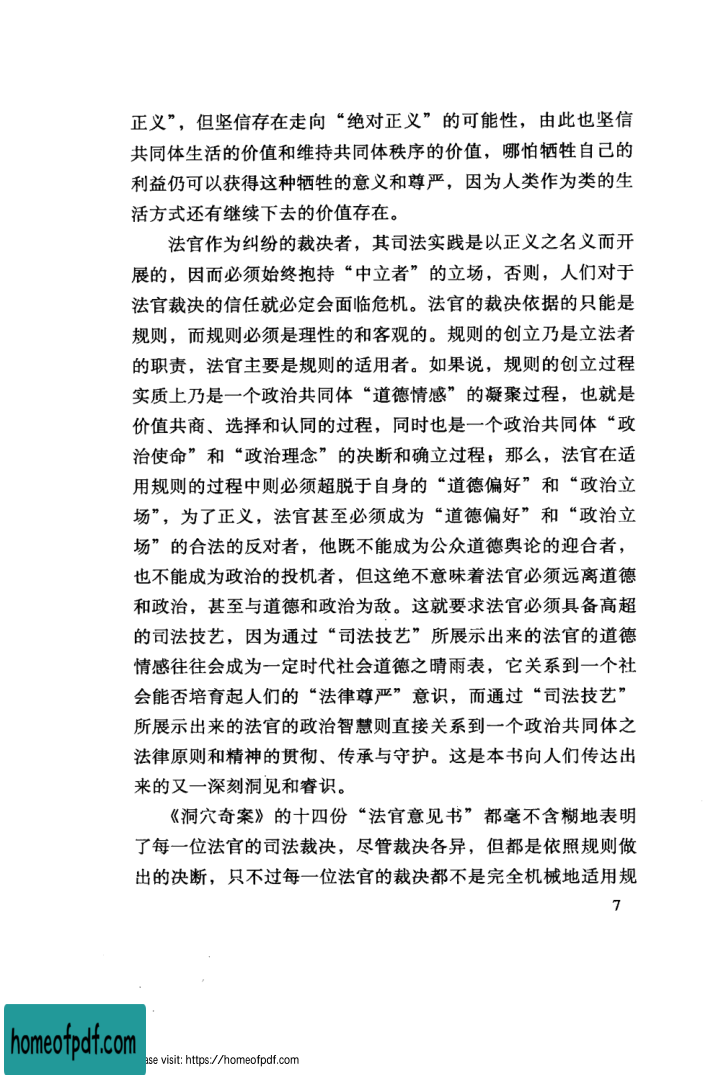 正义”，但坚信存在走向“绝对正义”的可能性，由此也坚信
共同体生活的价值和维持共同体秩序的价值，哪怕牺牲自己的
利益仍可以获得这种牺牲的意义和尊严，因为人类作为类的生
活方式还有继续下去的价值存在。
法官作为纠纷的裁决者，其司法实践是以正义之名义而开
展的，因而必须始终抱持“中立者”的立场，否则，人们对于
法官裁决的信任就必定会面临危机。法官的裁决依据的只能是
规则，而规则必须是理性的和客观的。规则的创立乃是立法者
的职责，法官主要是规则的适用者。如果说，规则的创立过程
实质上乃是一个政治共同体“道德情感”的凝聚过程，也就是
价值共商、选择和认同的过程，同时也是一个政治共同体“政
治使命”和“政治理念”的决断和确立过程；那么，法官在适
用规则的过程中则必须超脱于自身的“道德偏好”和“政治立
场”，为了正义，法官甚至必须成为“道德偏好”和“政治立
场”的合法的反对者，他既不能成为公众道德舆论的迎合者，
也不能成为政治的投机者，但这绝不意味着法官必须远离道德
和政治，甚至与道德和政治为敌。这就要求法官必须具备高超
的司法技艺，因为通过“司法技艺”所展示出来的法官的道德
情感往往会成为一定时代社会道德之晴雨表，它关系到一个社
会能否培育起人们的“法律尊严”意识，而通过“司法技艺”
所展示出来的法官的政治智慧则直接关系到一个政治共同体之
法律原则和精神的贯彻、传承与守护。这是本书向人们传达出
来的又一深刻洞见和睿识。
《洞穴奇案》的十四份“法官意见书”都毫不含糊地表明
了每一位法官的司法裁决，尽管裁决各异，但都是依照规则做
出的决断，只不过每一位法官的裁决都不是完全机械地适用规
7
homeofpdf.com
ase visit: https://homeofpdf.com